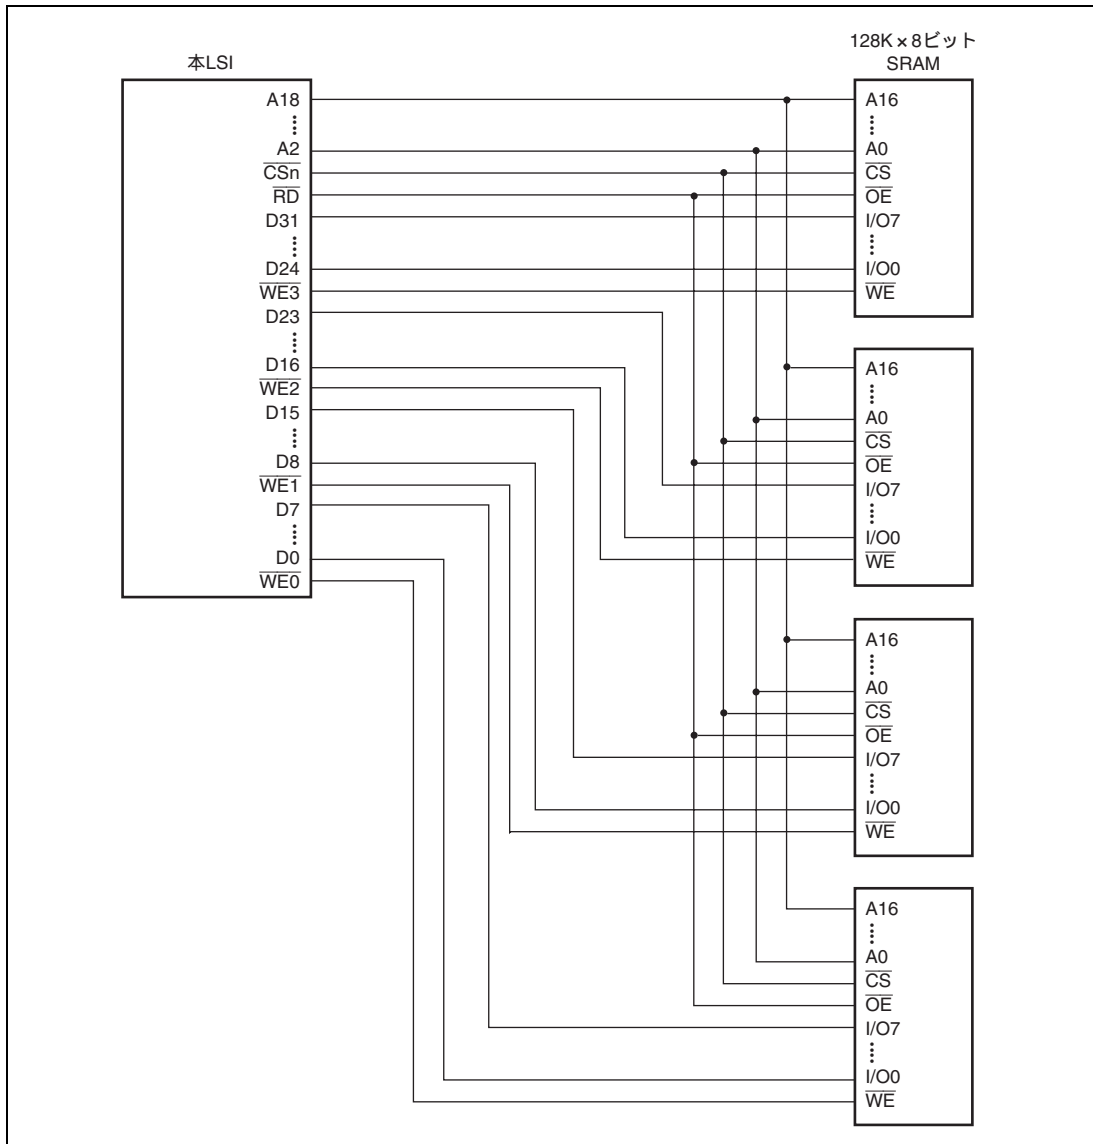 本LSI
A18
A2
CSn
RD
D31
D24
WE3
D23
D16
WE2
D15
D8
WE1
D7
D0
WE0
128K×8ビット
SRAM
A16
A0
CS
OE
I/O7
I/O0
WE
A16
A0
CS
OE
I/O7
I/O0
WE
A16
A0
CS
OE
I/O7
I/O0
WE
A16
A0
CS
OE
I/O7
I/O0
WE